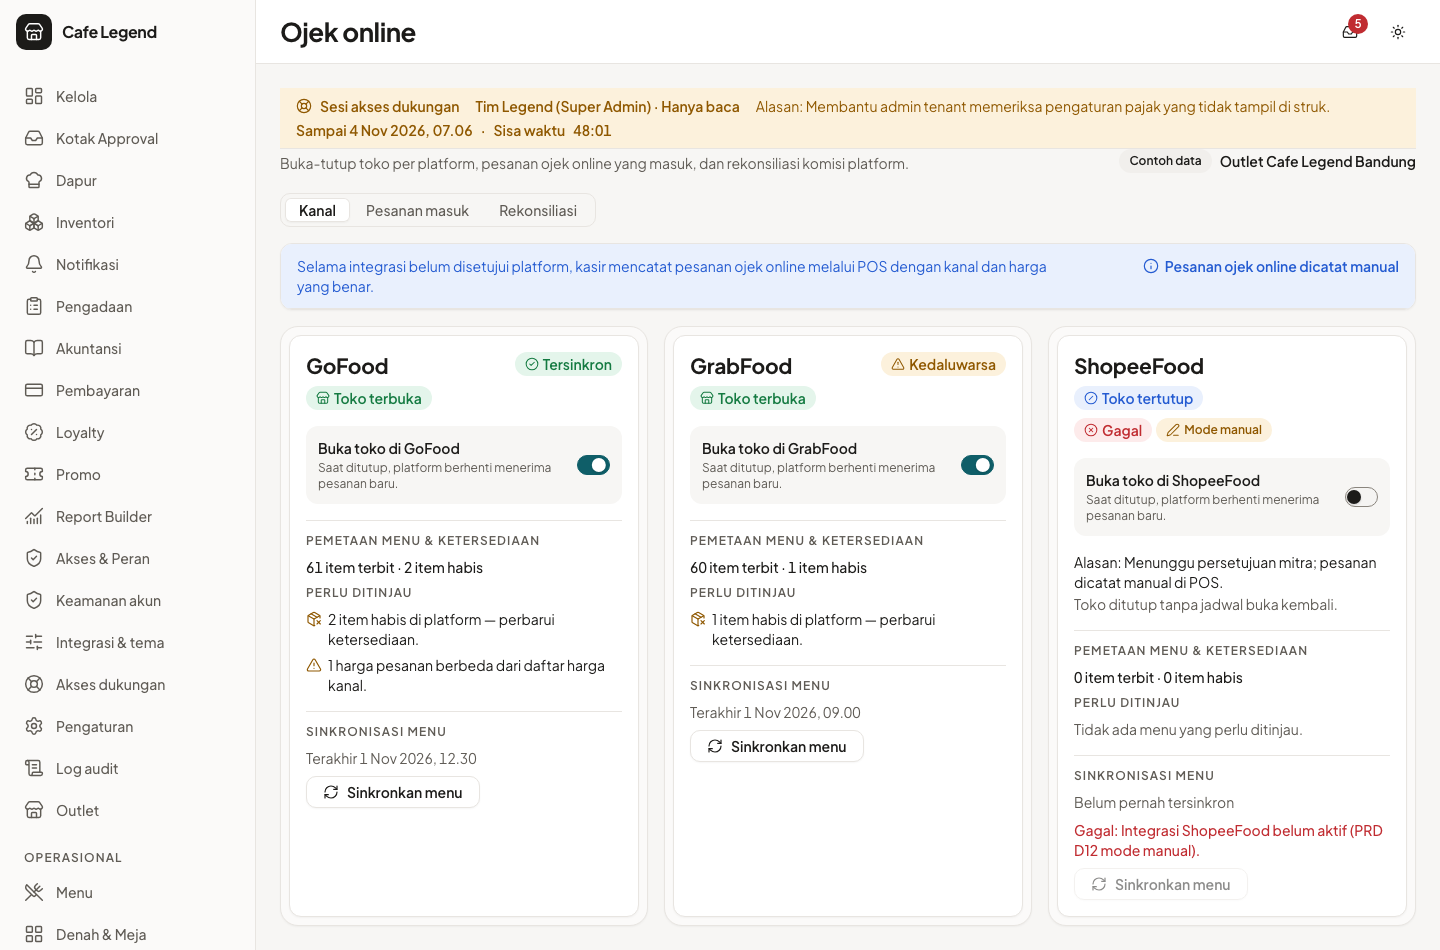 Cafe Legend
Kelola
Kotak Approval
Dapur
Inventori
Notifikasi
Pengadaan
Akuntansi
Pembayaran
Loyalty
Promo
Report Builder
Akses & Peran
Keamanan akun
Integrasi & tema
Akses dukungan
Pengaturan
Log audit
Outlet
OPERASIONAL
Menu
Denah & Meja
Ojek online
5
Sesi akses dukungan Tim Legend (Super Admin) · Hanya baca Alasan: Membantu admin tenant memeriksa pengaturan pajak yang tidak tampil di struk.
Sampai 4 Nov 2026, 07.06 · Sisa waktu 48:01
Buka-tutup toko per platform, pesanan ojek online yang masuk, dan rekonsiliasi komisi platform.
Contoh data Outlet Cafe Legend Bandung
Kanal Pesanan masuk Rekonsiliasi
Selama integrasi belum disetujui platform, kasir mencatat pesanan ojek online melalui POS dengan kanal dan harga
yang benar.
Pesanan ojek online dicatat manual
GoFood
Tersinkron
Toko terbuka
Buka toko di GoFood
Saat ditutup, platform berhenti menerima
pesanan baru.
PEMETAAN MENU & KETERSEDIAAN
61 item terbit · 2 item habis
PERLU DITINJAU
2 item habis di platform — perbarui
ketersediaan.
1 harga pesanan berbeda dari daftar harga
kanal.
SINKRONISASI MENU
Terakhir 1 Nov 2026, 12.30
Sinkronkan menu
GrabFood
Kedaluwarsa
Toko terbuka
Buka toko di GrabFood
Saat ditutup, platform berhenti menerima
pesanan baru.
PEMETAAN MENU & KETERSEDIAAN
60 item terbit · 1 item habis
PERLU DITINJAU
1 item habis di platform — perbarui
ketersediaan.
SINKRONISASI MENU
Terakhir 1 Nov 2026, 09.00
Sinkronkan menu
ShopeeFood
Toko tertutup
Gagal Mode manual
Buka toko di ShopeeFood
Saat ditutup, platform berhenti menerima
pesanan baru.
Alasan: Menunggu persetujuan mitra; pesanan
dicatat manual di POS.
Toko ditutup tanpa jadwal buka kembali.
PEMETAAN MENU & KETERSEDIAAN
0 item terbit · 0 item habis
PERLU DITINJAU
Tidak ada menu yang perlu ditinjau.
SINKRONISASI MENU
Belum pernah tersinkron
Gagal: Integrasi ShopeeFood belum aktif (PRD
D12 mode manual).
Sinkronkan menu